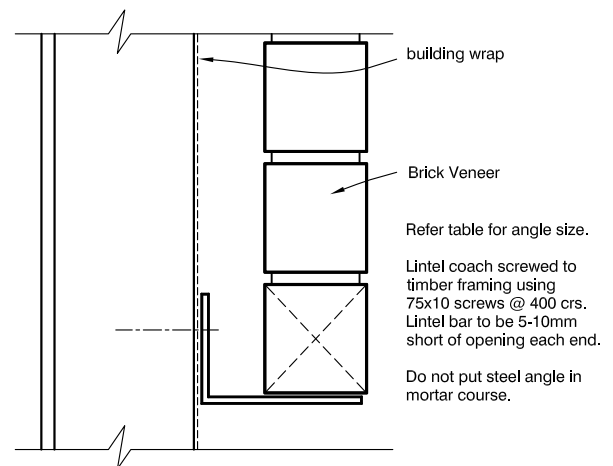 building wrap
Brick Veneer
Refer table for angle size.
Lintel coach screwed to
timber framing using
75x10 screws @ 400 crs.
Lintel bar to be 5-10mm
short of opening each end.
Do not put steel angle in
mortar course.